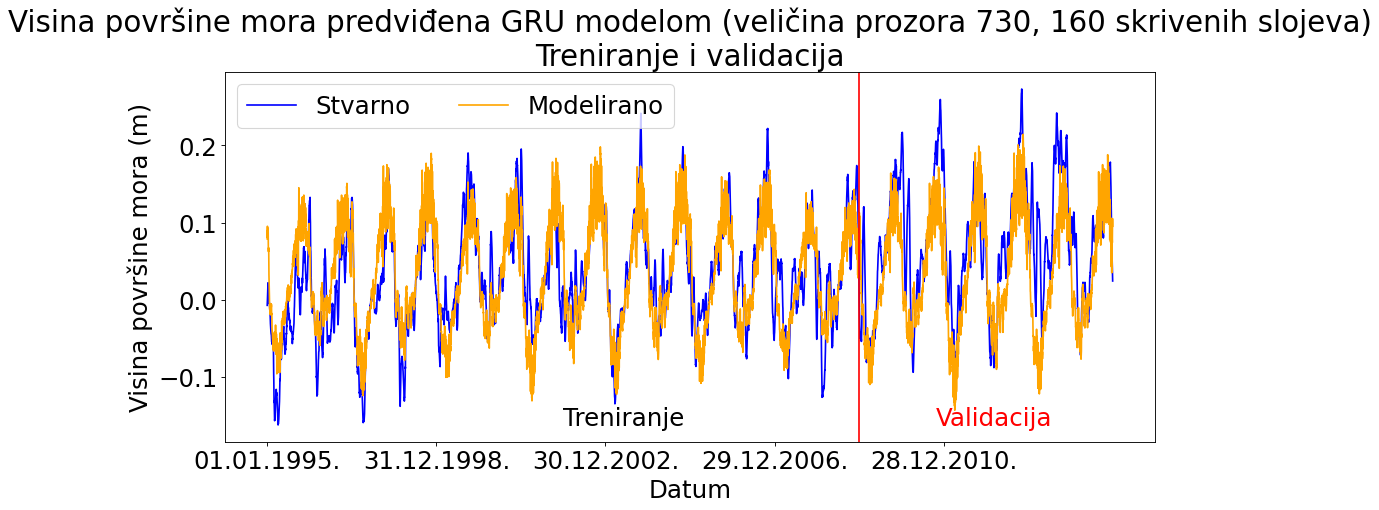 Visina površine mora predviđena GRU modelom (veličina prozora 730, 160 skrivenih slojeva)
Treniranje i validacija
Stvarno
Modelirano
Visina površine mora (m)
0.2
0.1
0.0
−0.1
Treniranje
Validacija
01.01.1995.
31.12.1998.
30.12.2002.
29.12.2006.
28.12.2010.
Datum